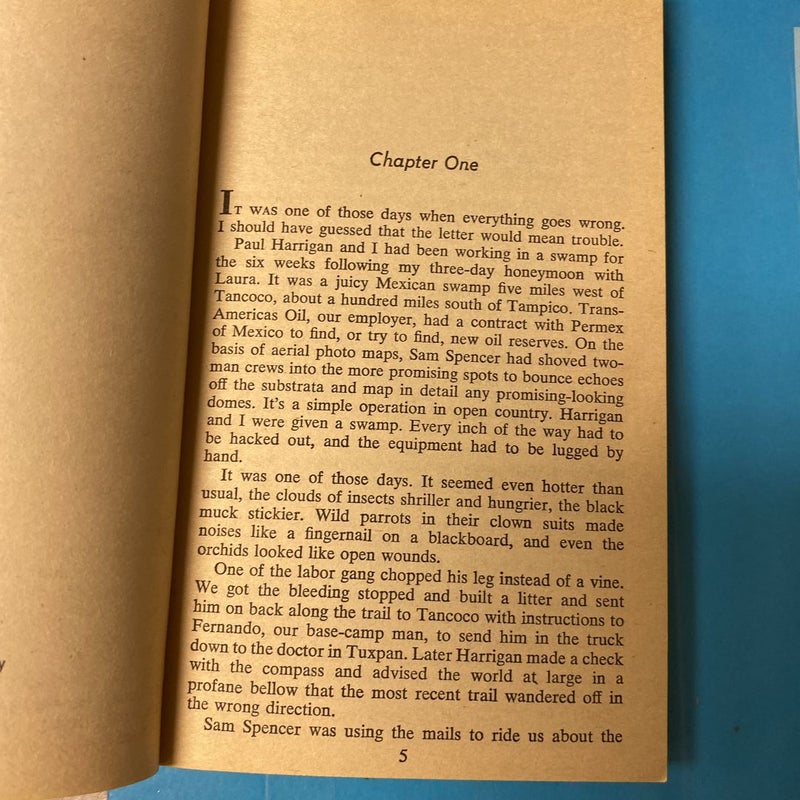 Chapter One
IT WAS one of those days when everything goes wrong.
I should have guessed that the letter would mean trouble.
Paul Harrigan and I had been working in a swamp for
the six weeks following my three-day honeymoon with
Laura. It was a juicy Mexican swamp five miles west of
Tancoco, about a hundred miles south of Tampico. Trans-
Americas Oil, our employer, had a contract with Permex
of Mexico to find, or try to find, new oil reserves. On the
basis of aerial photo maps, Sam Spencer had shoved two-
man crews into the more promising spots to bounce echoes
off the substrata and map in detail any promising-looking
domes. It's a simple operation in open country. Harrigan
and I were given a swamp. Every inch of the way had to
be hacked out, and the equipment had to be lugged by
hand.
It was one of those days. It seemed even hotter than
usual, the clouds of insects shriller and hungrier, the black
muck stickier. Wild parrots in their clown suits made
noises like a fingernail on a blackboard, and even the
orchids looked like open wounds.
One of the labor gang chopped his leg instead of a vine.
We got the bleeding stopped and built a litter and sent
him on back along the trail to Tancoco with instructions to
Fernando, our base-camp man, to send him in the truck
down to the doctor in Tuxpan. Later Harrigan made a check
with the compass and advised the world at large in a
profane bellow that the most recent trail wandered off in
the wrong direction.
Sam Spencer was using the mails to ride us about the
5